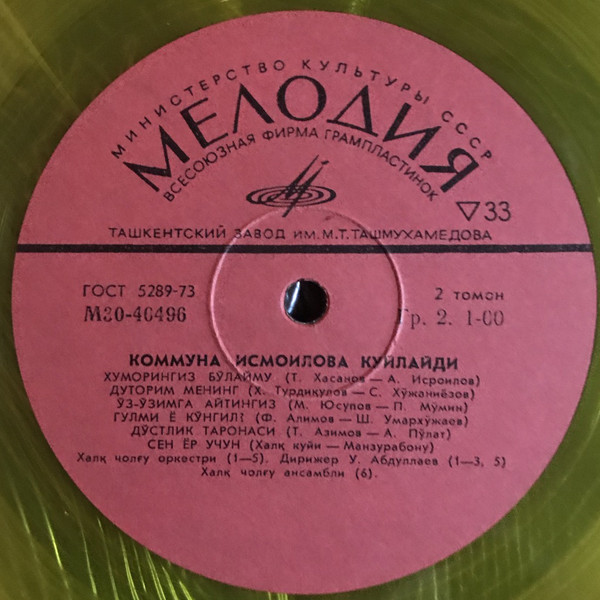 МИНИСТЕРСТВО КУЛЬТУРЫ СССР
МЕЛОДИЯ
ВСЕСОЮЗНАЯ ФИРМА ГРАМПЛАСТИНОК
▽33
ТАШКЕНТСКИЙ ЗАВОД ИМ. М.Т. ТАШМУХАМЕДОВА
ГОСТ 5289-73
2 томон
М30-40496
Гр. 2. 1-00
КОММУНА ИСМОИЛОВА КУЙЛАЙДИ
ХУМОРИНГИЗ БЎЛАЙМУ (Т. Хасанов — А. Исроилов)
ДУТОРИМ МЕНИНГ (Х. Турдиқулов — С. Хўжаниёзов)
ЎЗ-ЎЗИМГА АЙТИНГИЗ (М. Юсупов — П. Мўмин)
ГУЛМИ Ё КЎНГИЛ? (Ф. Алимов — Ш. Умархўжаев)
ДЎСТЛИК ТАРОНАСИ (Т. Азимов — А. Пўлат)
СЕН ЁР УЧУН (Халқ куйи — Манзурабону)
Халқ чолғу оркестри (1—5). Дирижер У. Абдуллаев (1—3, 5)
Халқ чолғу ансамбли (6).